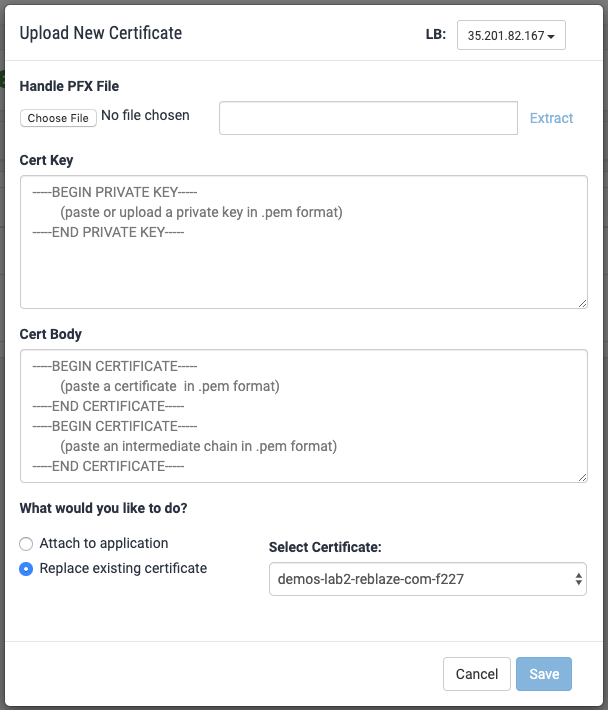 Upload New Certificate
LB:
35.201.82.167
Handle PFX File
Choose File No file chosen
Extract
Cert Key
-----BEGIN PRIVATE KEY-----
(paste or upload a private key in .pem format)
-----END PRIVATE KEY-----
Cert Body
-----BEGIN CERTIFICATE-----
(paste a certificate in .pem format)
-----END CERTIFICATE-----
-----BEGIN CERTIFICATE-----
(paste an intermediate chain in .pem format)
-----END CERTIFICATE-----
What would you like to do?
Attach to application
Replace existing certificate
Select Certificate:
demos-lab2-reblaze-com-f227
Cancel
Save